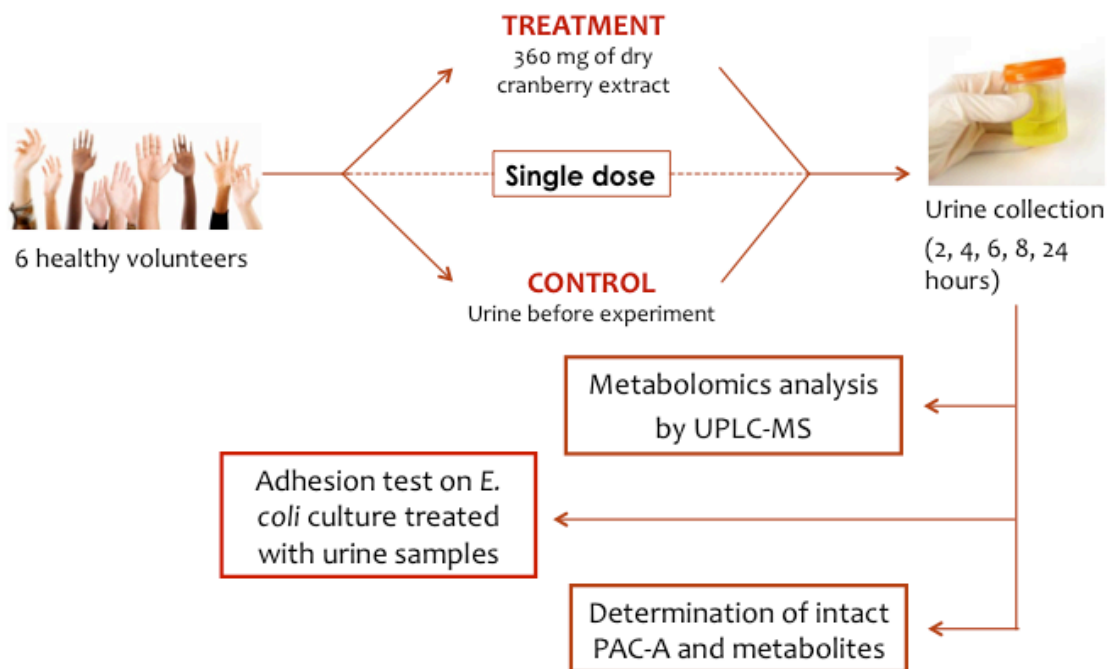 TREATMENT
360 mg of dry
cranberry extract
Single dose
6 healthy volunteers
CONTROL
Urine before experiment
Urine collection
(2, 4, 6, 8, 24
hours)
Metabolomics analysis
by UPLC-MS
Adhesion test on E.
coli culture treated
with urine samples
Determination of intact
PAC-A and metabolites